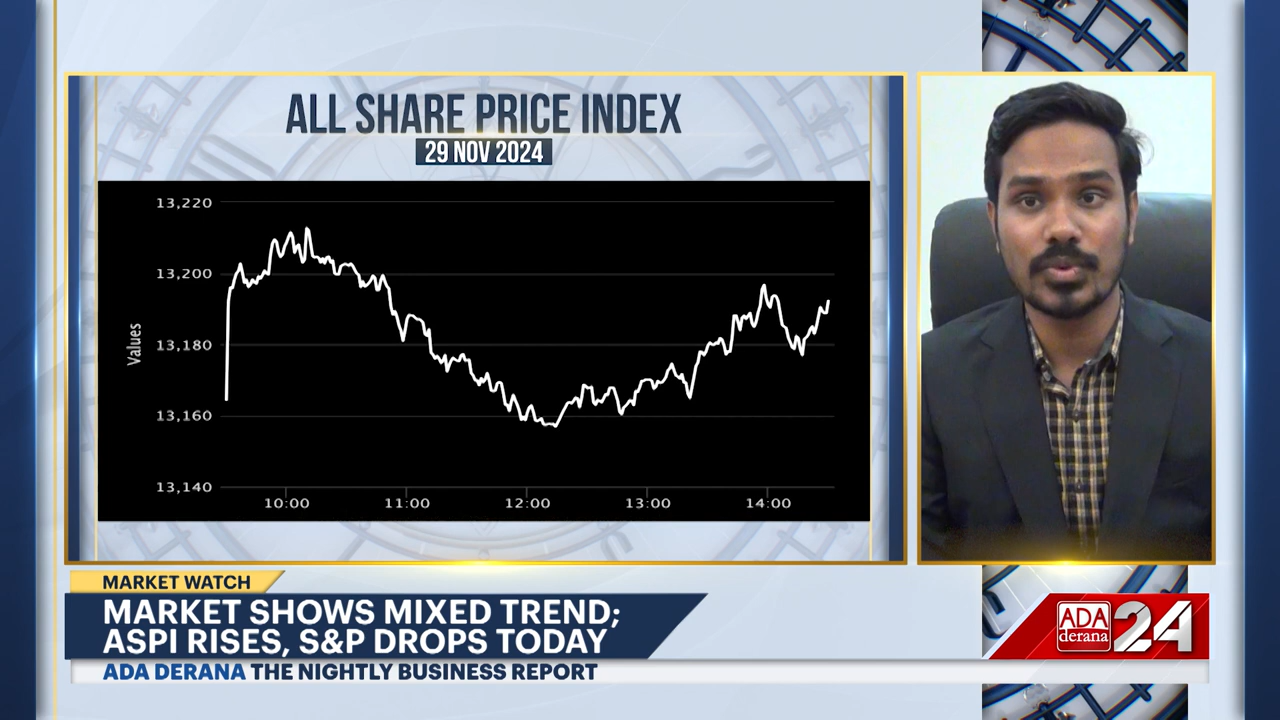 ALL SHARE PRICE INDEX
29 NOV 2024
13,220
13,200
13,180
13,160
13,140
Values
10:00 11:00 12:00 13:00 14:00
MARKET WATCH
MARKET SHOWS MIXED TREND;
ASPI RISES, S&P DROPS TODAY
ADA DERANA THE NIGHTLY BUSINESS REPORT
ADA
derana
24